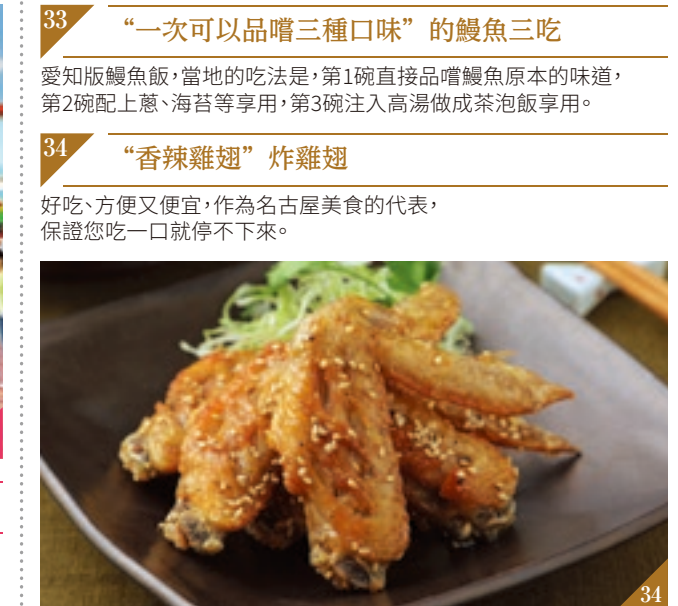 33
“一次可以品嚐三種口味”的鰻魚三吃
愛知版鰻魚飯，當地的吃法是，第1碗直接品嚐鰻魚原本的味道，
第2碗配上蔥、海苔等享用，第3碗注入高湯做成茶泡飯享用。
34
“香辣雞翅”炸雞翅
好吃、方便又便宜，作為名古屋美食的代表，
保證您吃一口就停不下來。
34